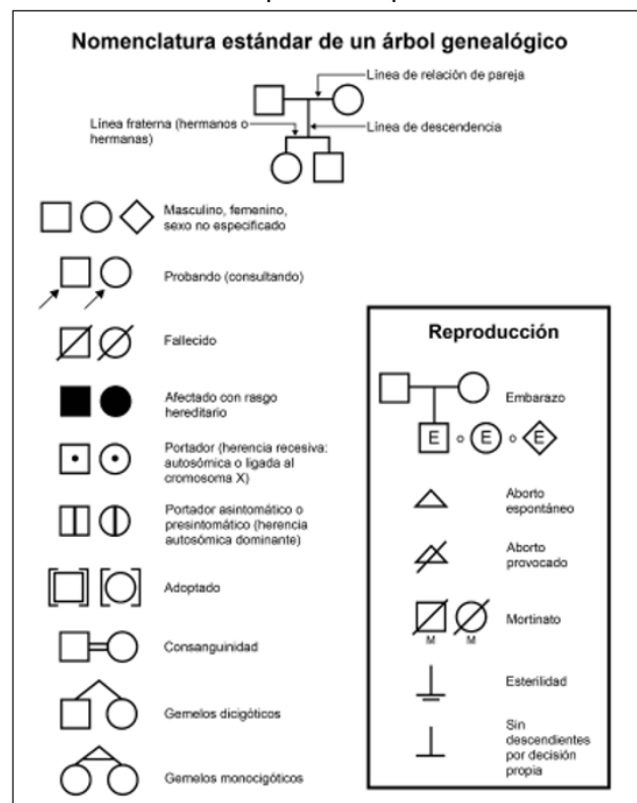 Nomenclatura estándar de un árbol genealógico
Línea de relación de pareja
Línea fraterna (hermanos o
hermanas)
Línea de descendencia
Masculino, femenino,
sexo no especificado
Probando (consultando)
Fallecido
Afectado con rasgo
hereditario
Portador (herencia recesiva:
autosómica o ligada al
cromosoma X)
Portador asintomático o
presintomático (herencia
autosómica dominante)
Adoptado
Consanguinidad
Gemelos dicigóticos
Gemelos monocigóticos
Reproducción
Embarazo
E o E o E
Aborto
espontáneo
Aborto
provocado
Mortinato
M M
Esterilidad
Sin
descendientes
por decisión
propia